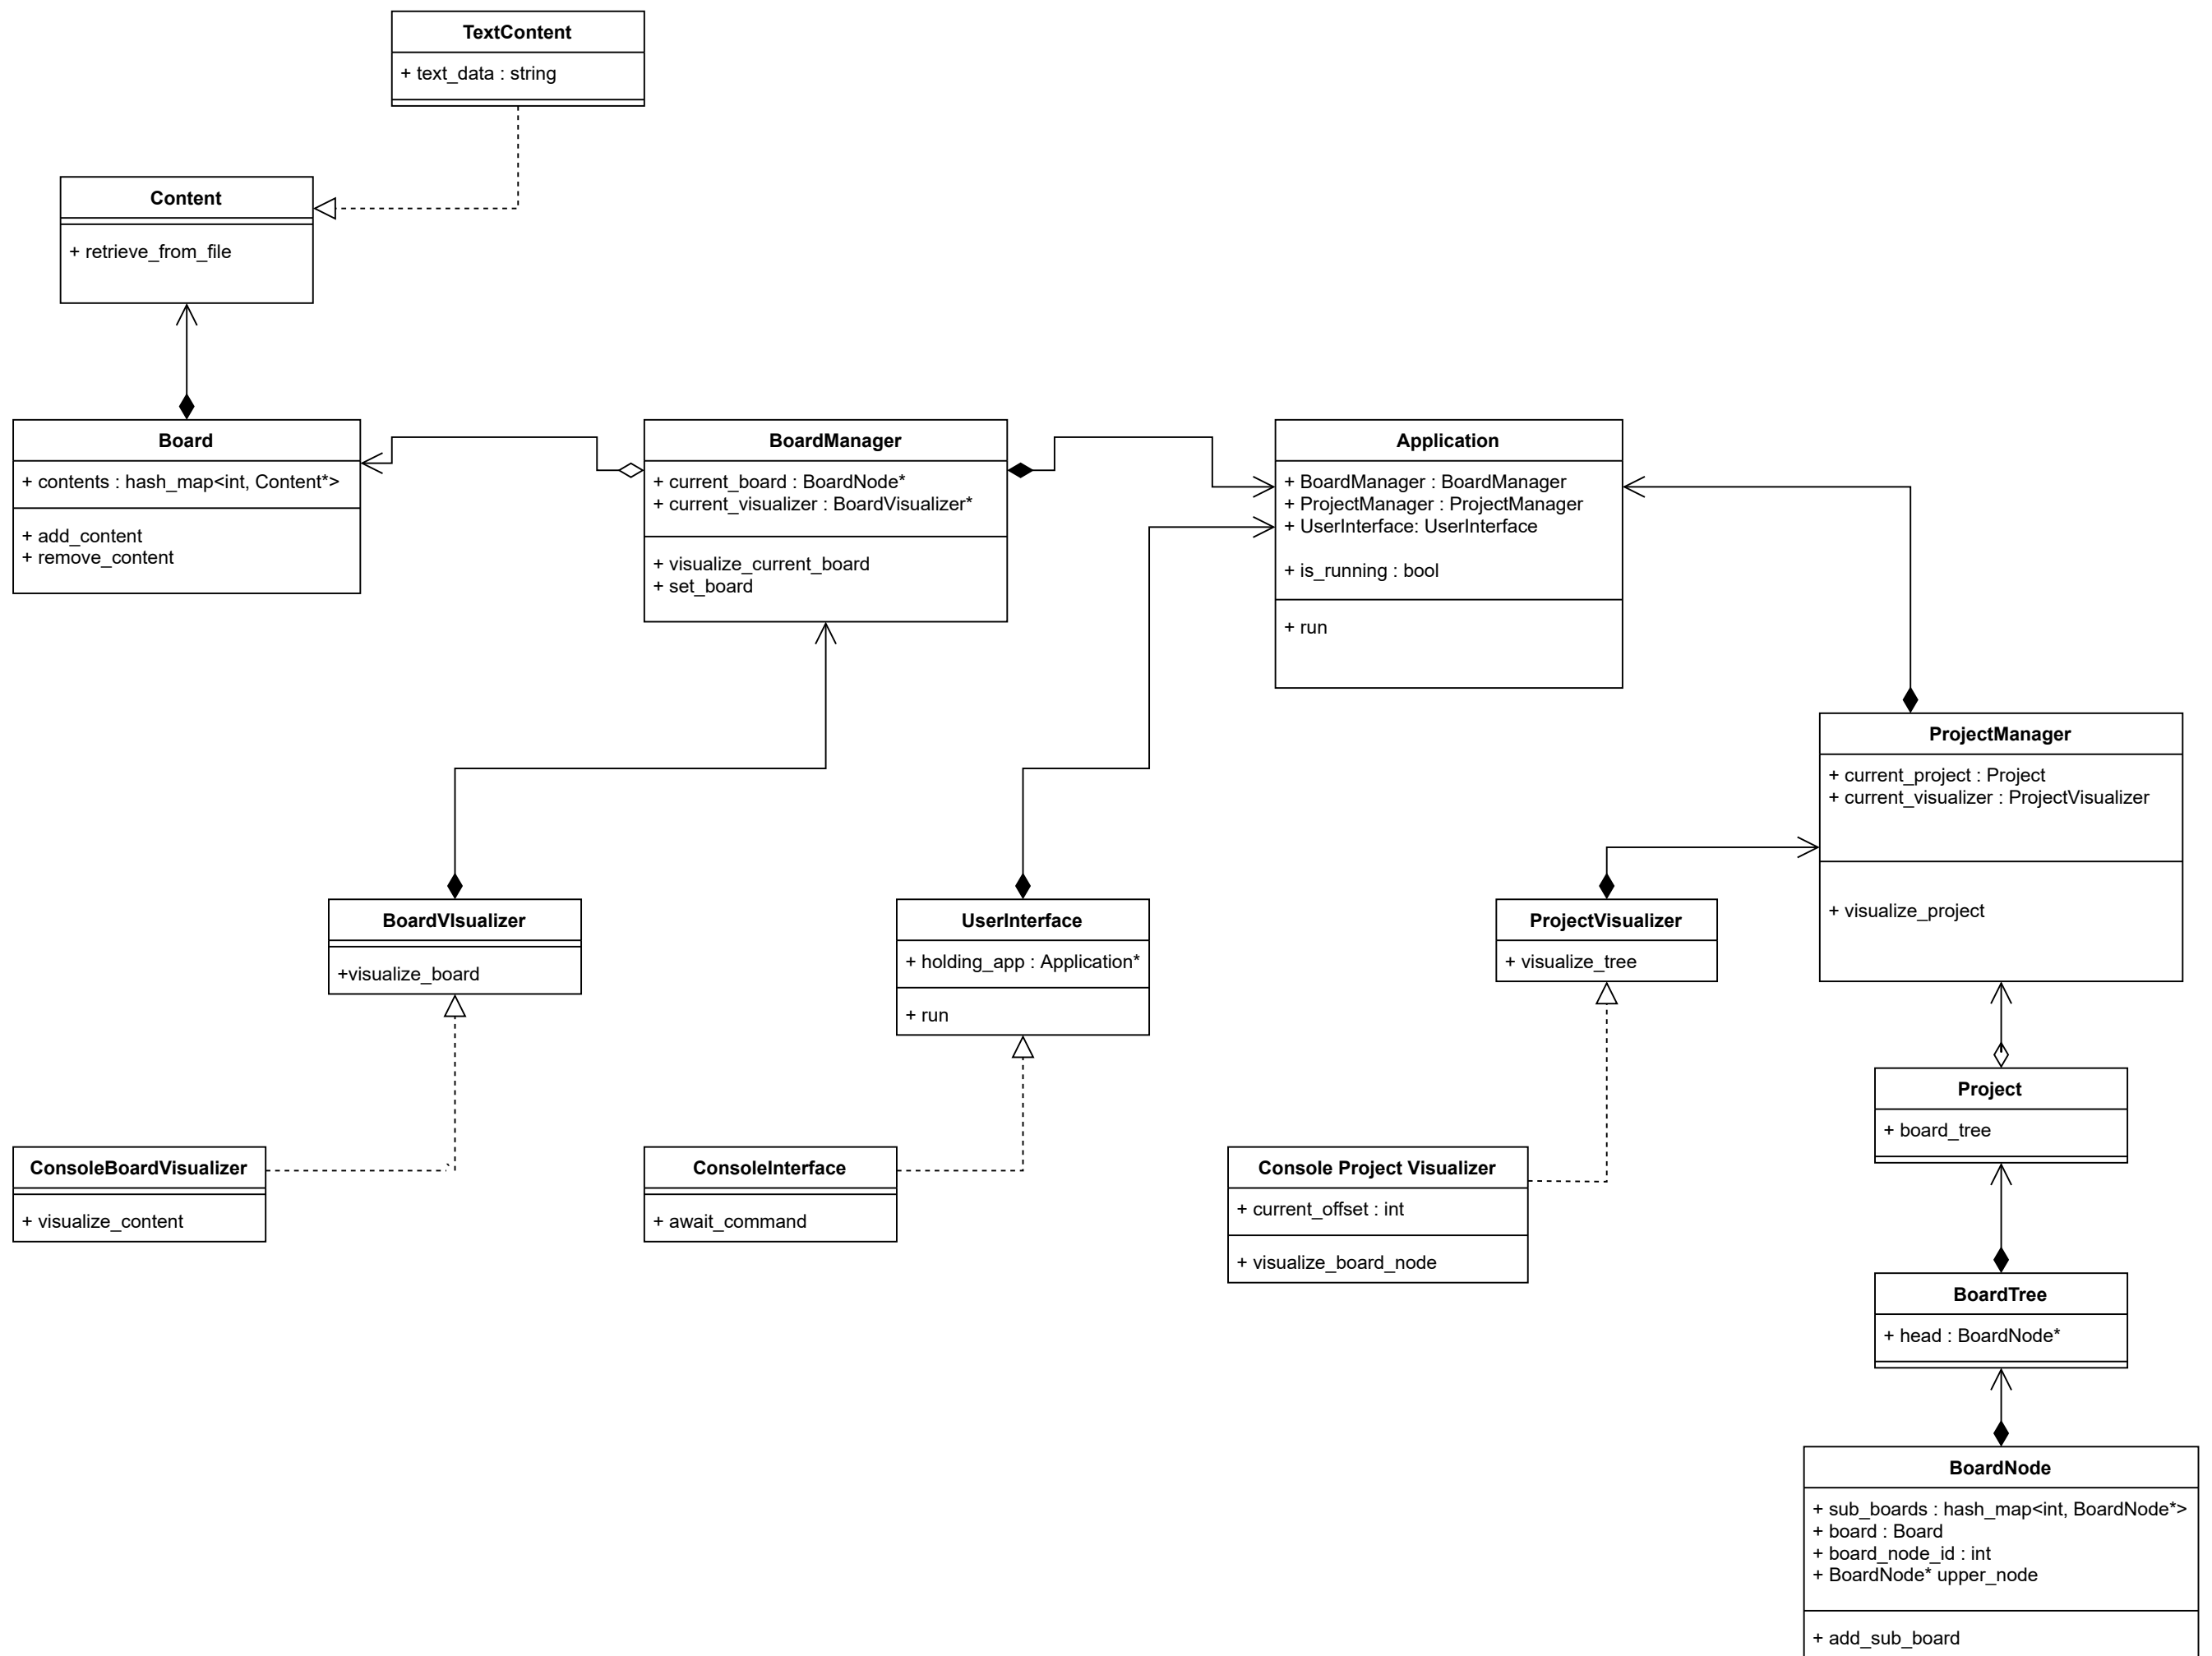 TextContent
+ text_data : string
Content
+ retrieve_from_file
Board
+ contents : hash_map<int, Content*>
+ add_content
+ remove_content
BoardManager
+ current_board : BoardNode*
+ current_visualizer : BoardVisualizer*
+ visualize_current_board
+ set_board
Application
+ BoardManager : BoardManager
+ ProjectManager : ProjectManager
+ UserInterface: UserInterface
+ is_running : bool
+ run
ProjectManager
+ current_project : Project
+ current_visualizer : ProjectVisualizer
+ visualize_project
BoardVIsualizer
+visualize_board
UserInterface
+ holding_app : Application*
+ run
ProjectVisualizer
+ visualize_tree
Project
+ board_tree
ConsoleBoardVisualizer
+ visualize_content
ConsoleInterface
+ await_command
Console Project Visualizer
+ current_offset : int
+ visualize_board_node
BoardTree
+ head : BoardNode*
BoardNode
+ sub_boards : hash_map<int, BoardNode*>
+ board : Board
+ board_node_id : int
+ BoardNode* upper_node
+ add_sub_board